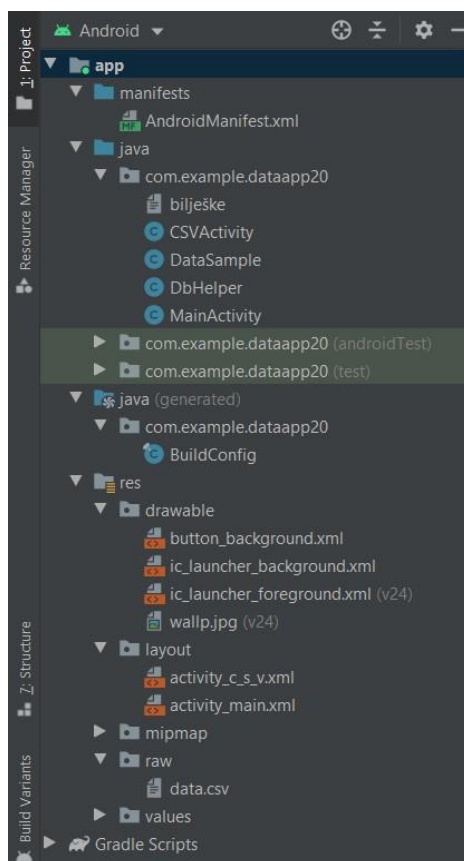 Android
1: Project
Resource Manager
7: Structure
Build Variants
app
manifests
MF
AndroidManifest.xml
java
com.example.dataapp20
bilješke
C CSVActivity
C DataSample
C DbHelper
C MainActivity
com.example.dataapp20 (androidTest)
com.example.dataapp20 (test)
java (generated)
com.example.dataapp20
C BuildConfig
res
drawable
button_background.xml
ic_launcher_background.xml
ic_launcher_foreground.xml (v24)
wallp.jpg (v24)
layout
activity_c_s_v.xml
activity_main.xml
mipmap
raw
data.csv
values
Gradle Scripts